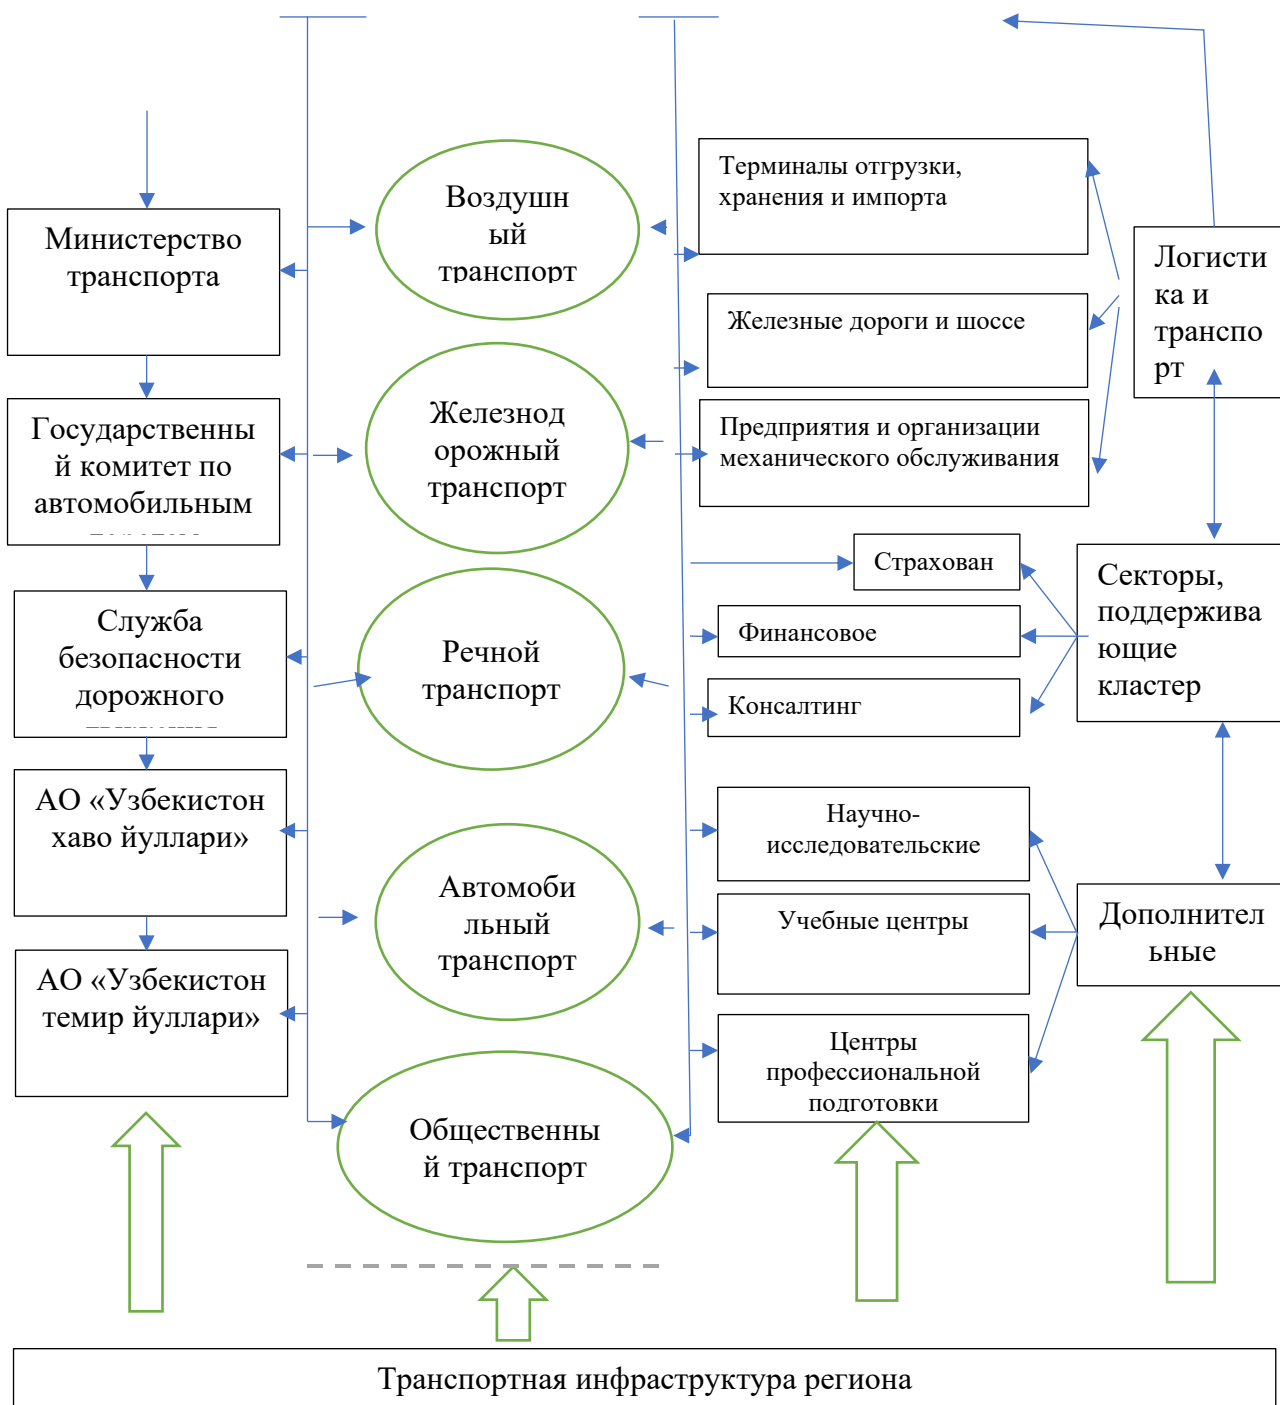 Министерство
транспорта
Государственны
й комитет по
автомобильным
Служба
безопасности
дорожного
АО «Узбекистон
хаво йуллари»
АО «Узбекистон
темир йуллари»
Воздушн
ый
транспорт
Железнод
орожный
транспорт
Речной
транспорт
Автомоби
льный
транспорт
Общественны
й транспорт
Терминалы отгрузки,
хранения и импорта
Железные дороги и шоссе
Предприятия и организации
механического обслуживания
Страхован
Финансовое
Консалтинг
Научно-
исследовательские
Учебные центры
Центры
профессиональной
подготовки
Логисти
ка и
транспо
рт
Секторы,
поддержива
ющие
кластер
Дополнител
ьные
Транспортная инфраструктура региона